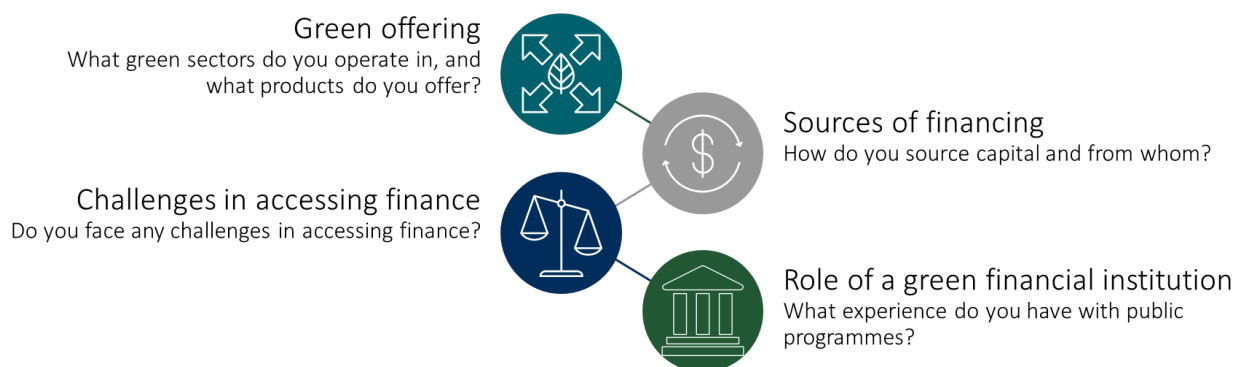 Green offering
What green sectors do you operate in, and
what products do you offer?
Sources of financing
How do you source capital and from whom?
Challenges in accessing finance
Do you face any challenges in accessing finance?
Role of a green financial institution
What experience do you have with public
programmes?